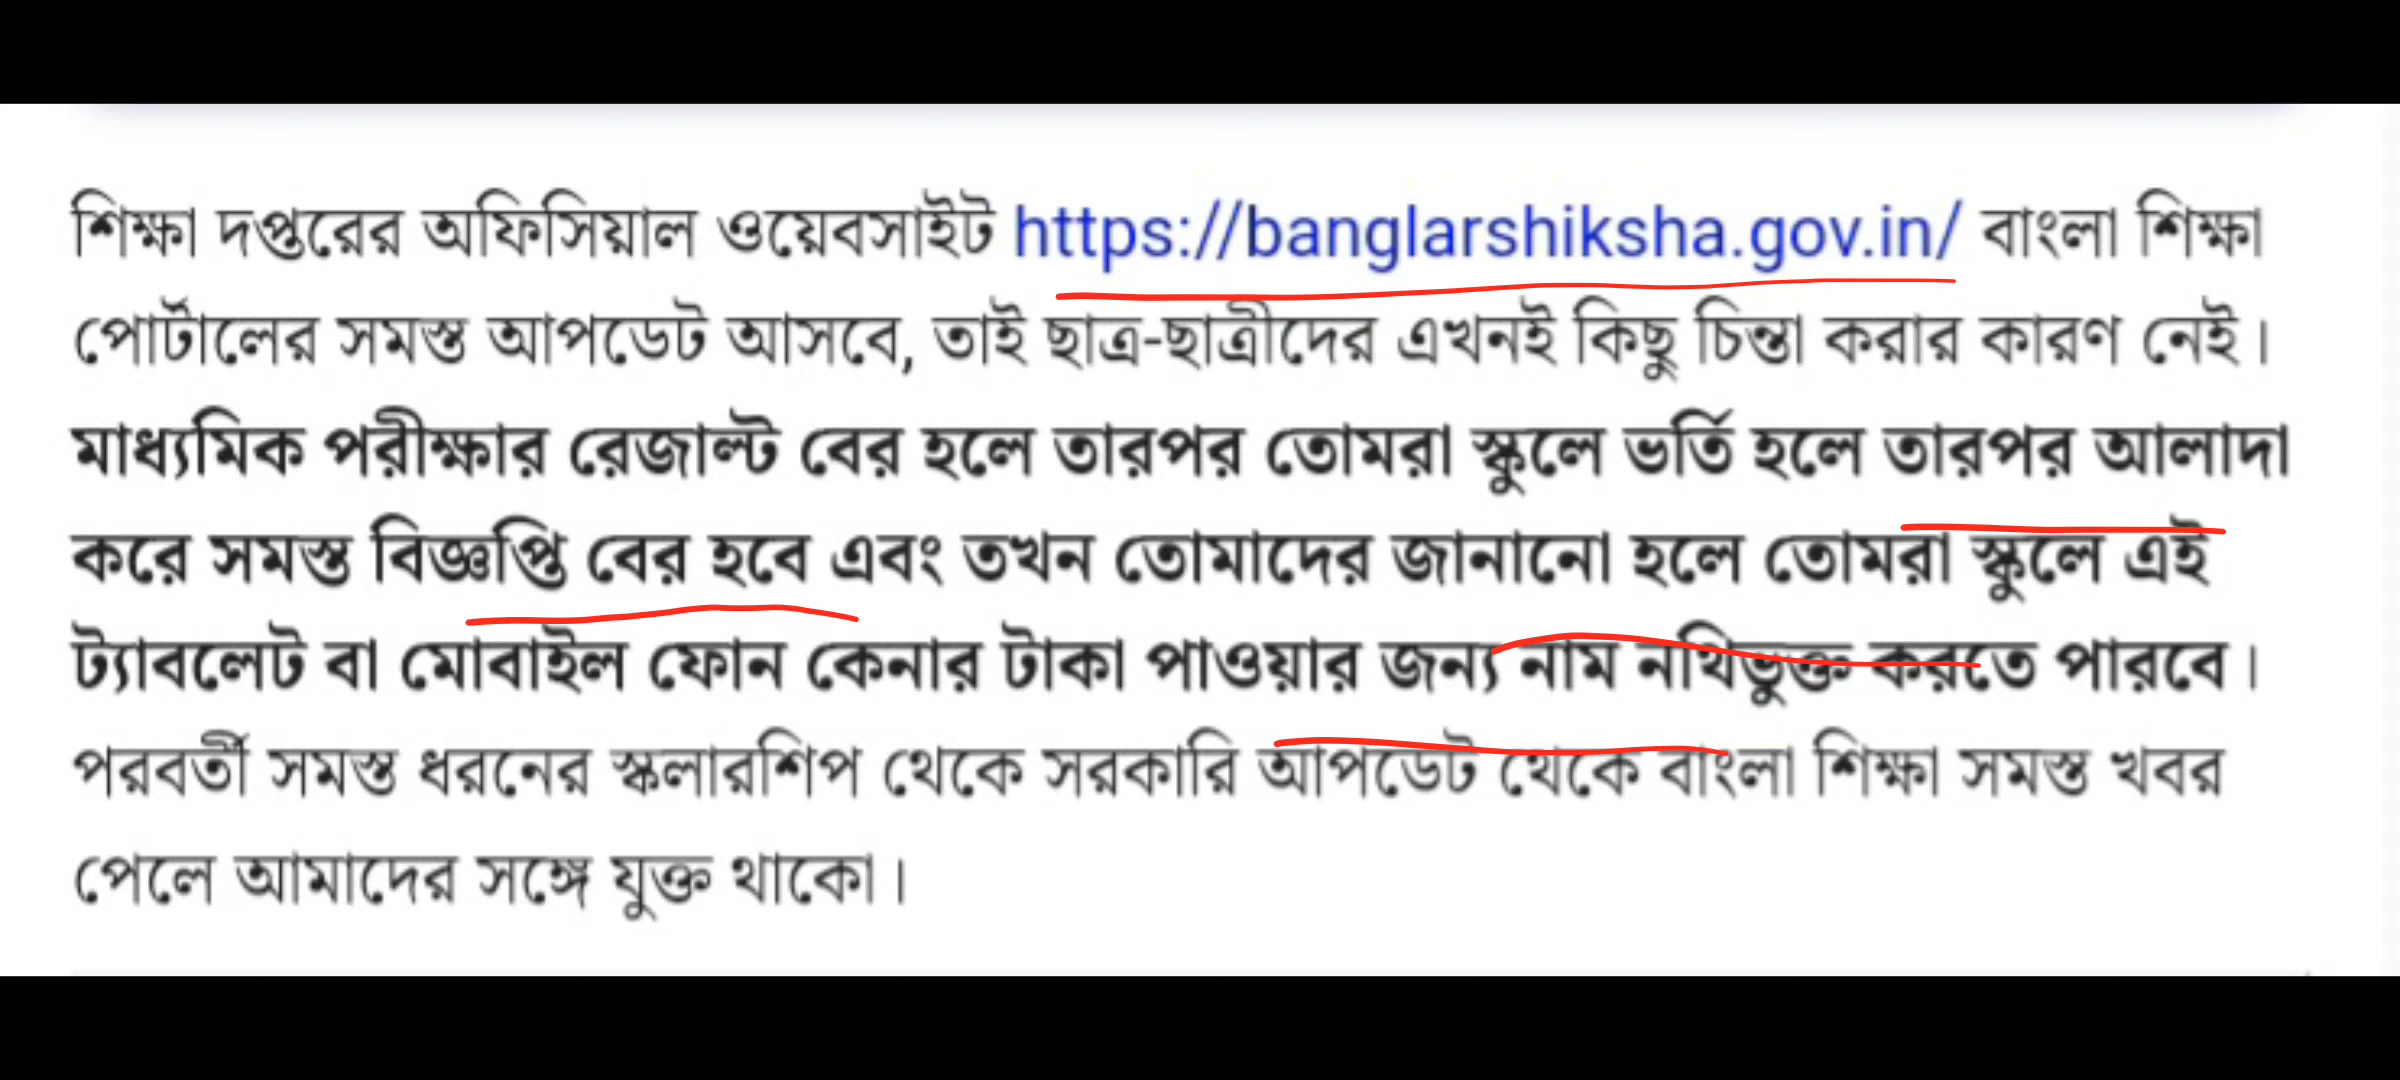 শিক্ষা দপ্তরের অফিসিয়াল ওয়েবসাইট https://banglarshiksha.gov.in/ বাংলা শিক্ষা
পোর্টালের সমস্ত আপডেট আসবে, তাই ছাত্র-ছাত্রীদের এখনই কিছু চিন্তা করার কারণ নেই।
মাধ্যমিক পরীক্ষার রেজাল্ট বের হলে তারপর তোমরা স্কুলে ভর্তি হলে তারপর আলাদা
করে সমস্ত বিজ্ঞপ্তি বের হবে এবং তখন তোমাদের জানানো হলে তোমরা স্কুলে এই
ট্যাবলেট বা মোবাইল ফোন কেনার টাকা পাওয়ার জন্য নাম নথিভুক্ত করতে পারবে।
পরবর্তী সমস্ত ধরনের স্কলারশিপ থেকে সরকারি আপডেট থেকে বাংলা শিক্ষা সমস্ত খবর
পেলে আমাদের সঙ্গে যুক্ত থাকো।